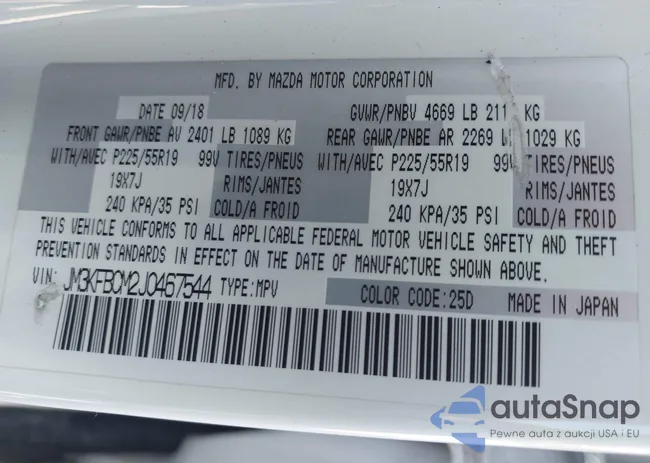 MFD. BY MAZDA MOTOR CORPORATION
DATE 09/18 GVWR/PNBV 4669 LB 211 KG
FRONT GAWR/PNBE AV 2401 LB 1089 KG REAR GAWR/PNBE AR 2269 1029 KG
WITH/AVEC P225/55R19 99V TIRES/PNEUS WITH/AVEC P225/55R19 99V TIRES/PNEUS
19X7J RIMS/JANTES 19X7J RIMS/JANTES
240 KPA/35 PSI COLD/A FROID 240 KPA/35 PSI COLD/A FROID
THIS VEHICLE CONFORMS TO ALL APPLICABLE FEDERAL MOTOR VEHICLE SAFETY AND THEFT
PREVENTION STANDARDS IN EFFECT ON THE DATE OF MANUFACTURE SHOWN ABOVE.
VIN: JM3KFBCM2J0467544 TYPE:MPV COLOR CODE:25D MADE IN JAPAN
autaSnap
Pewne auta z aukcji USA i EU